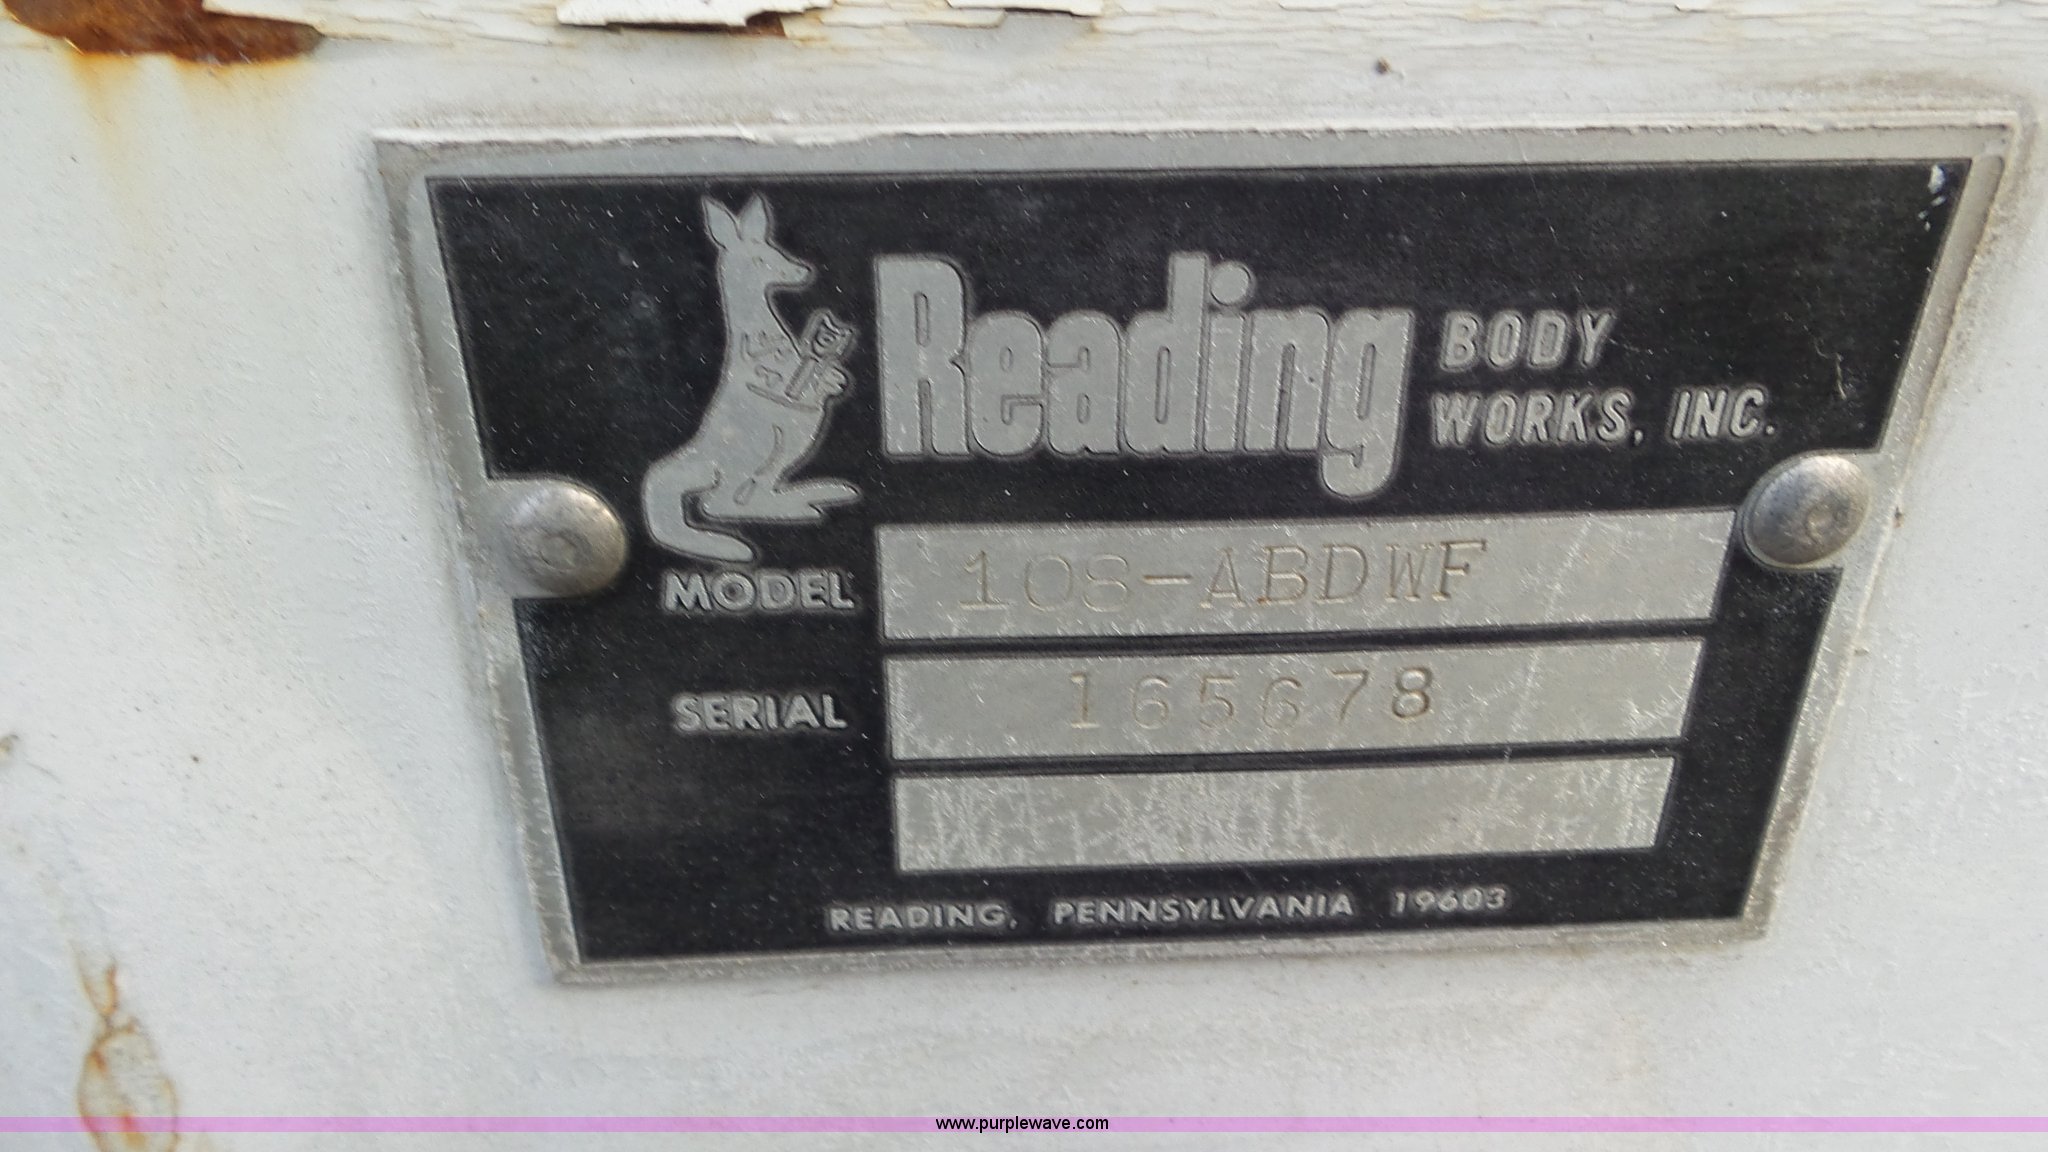 Reading BODY
WORKS, INC.
MODEL 108-ABDWF
SERIAL 165678
READING, PENNSYLVANIA 19603
www.purplewave.com